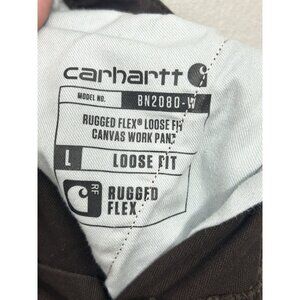 carhartt
MODEL NO. BN2080-W
RUGGED FLEX® LOOSE FIT
CANVAS WORK PANT
L LOOSE FIT
RF RUGGED
FLEX